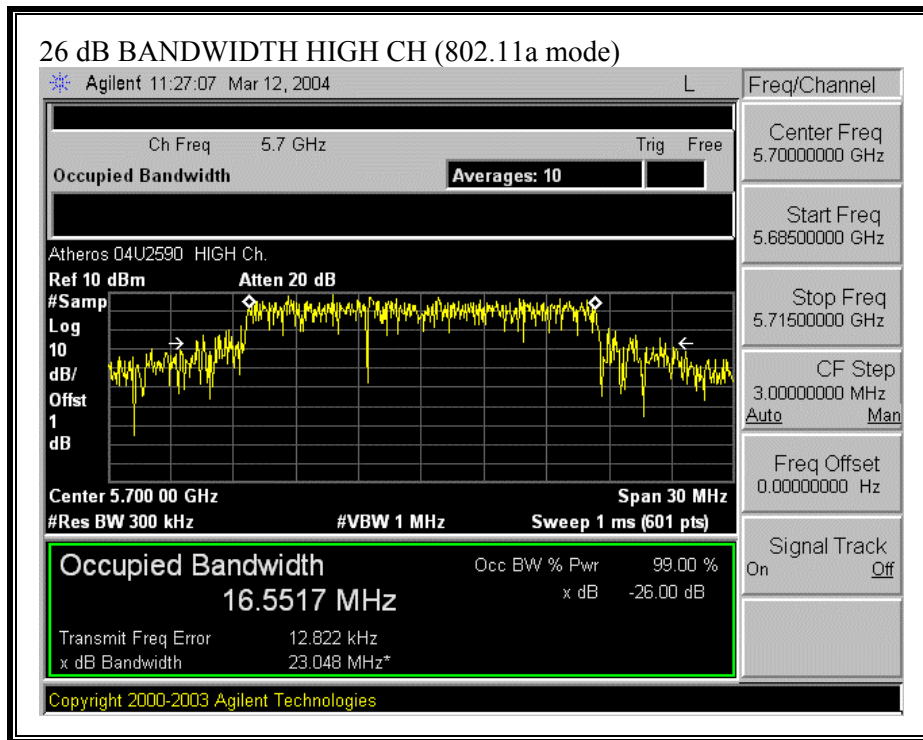 26 dB BANDWIDTH HIGH CH (802.11a mode)
Agilent 11:27:07 Mar 12, 2004 L
Freq/Channel
Ch Freq 5.7 GHz Trig Free
Occupied Bandwidth Averages: 10
Center Freq
5.70000000 GHz
Start Freq
5.68500000 GHz
Stop Freq
5.71500000 GHz
CF Step
3.00000000 MHz
Auto Man
Freq Offset
0.00000000 Hz
Signal Track
On Off
Atheros 04U2590 HIGH Ch.
Ref 10 dBm Atten 20 dB
#Samp
Log
10
dB/
Offst
1
dB
Center 5.700 00 GHz Span 30 MHz
#Res BW 300 kHz #VBW 1 MHz Sweep 1 ms (601 pts)
Occupied Bandwidth Occ BW % Pwr 99.00 %
16.5517 MHz x dB -26.00 dB
Transmit Freq Error 12.822 kHz
x dB Bandwidth 23.048 MHz*
Copyright 2000-2003 Agilent Technologies